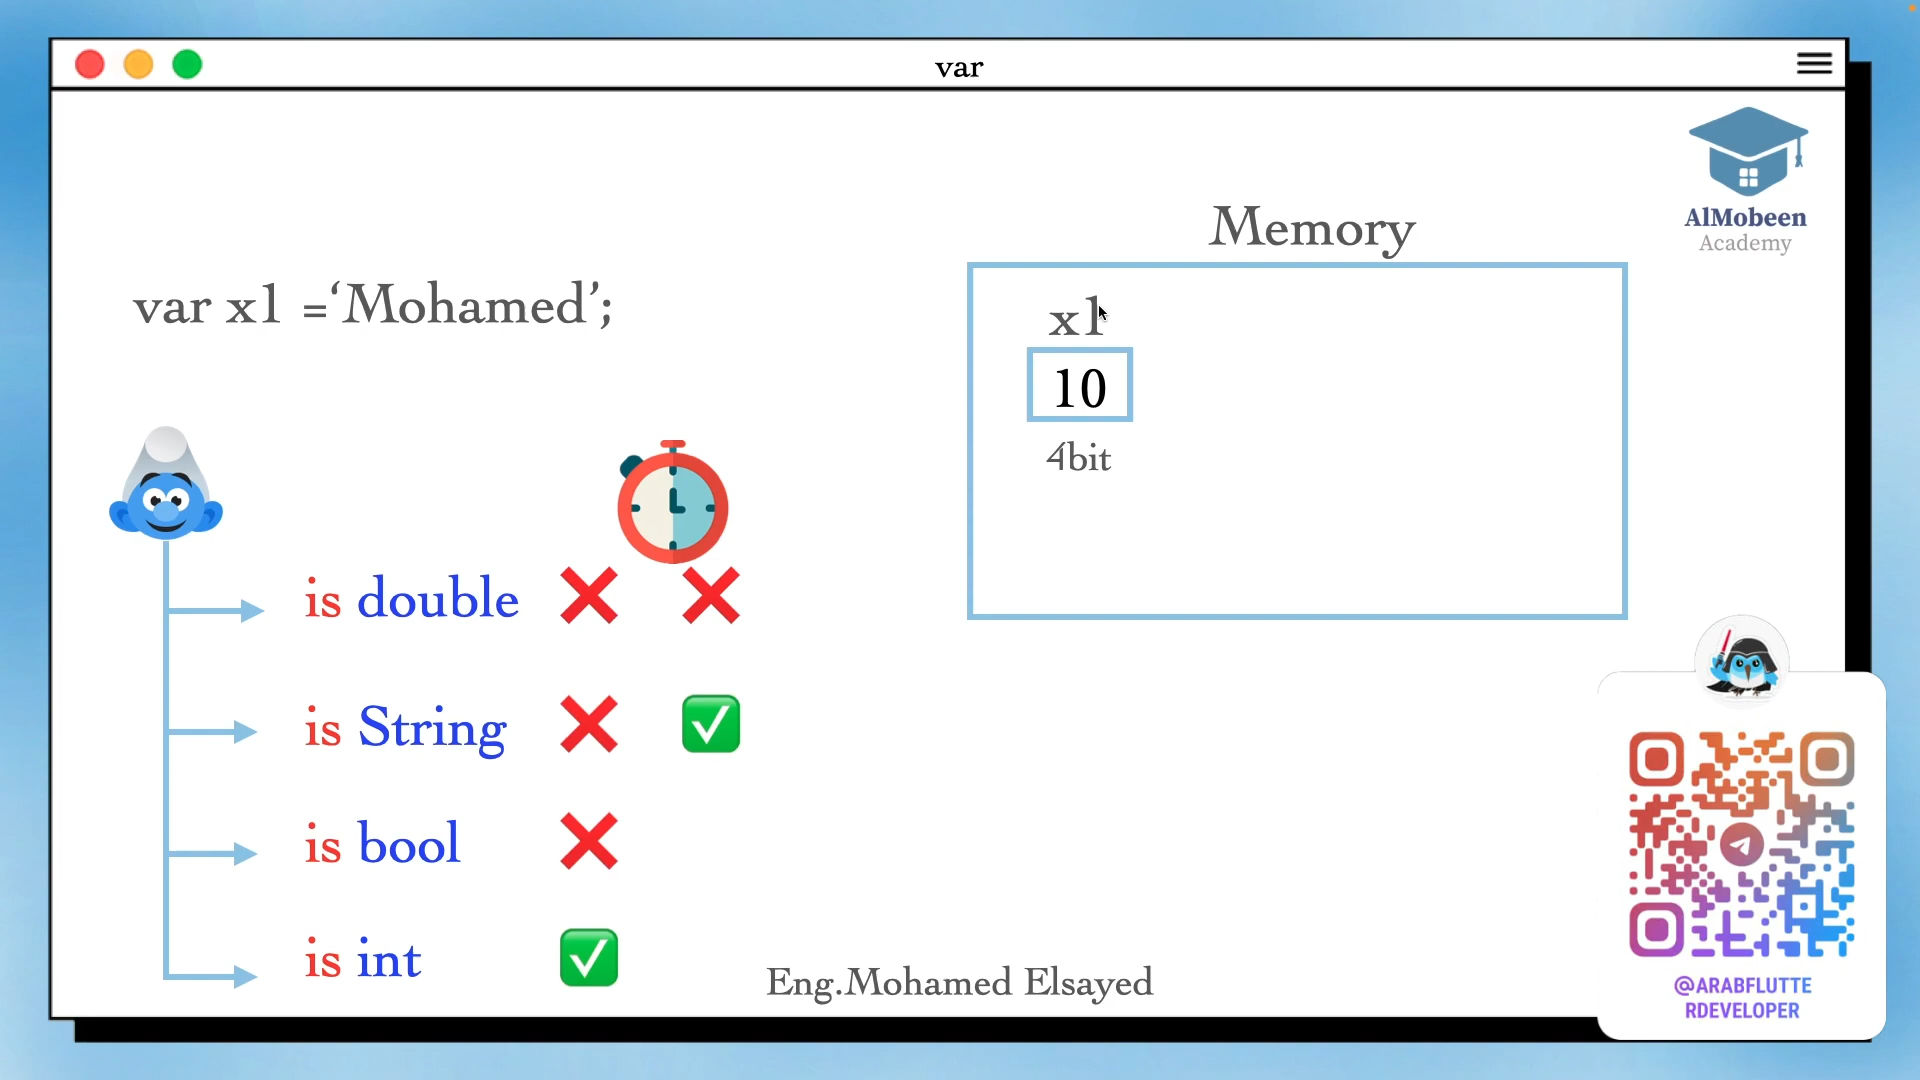 var
AlMobeen
Academy
Memory
var x1 =‘Mohamed’;
x1
10
4bit
is double
is String
is bool
is int
Eng.Mohamed Elsayed
@ARABFLUTTE
RDEVELOPER